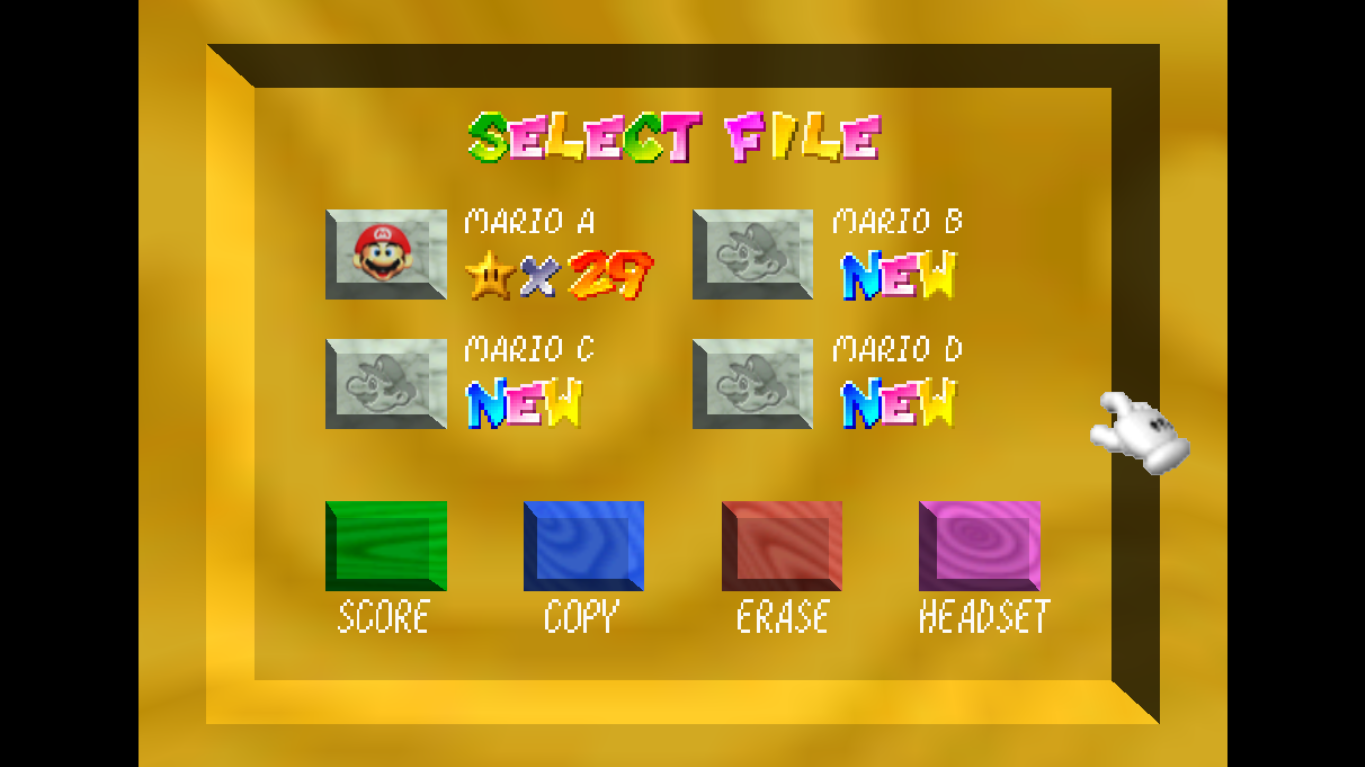 SELECT FILE
MARIO A
MARIO B
★×29
NEW
MARIO C
MARIO D
NEW
NEW
SCORE
COPY
ERASE
HEADSET